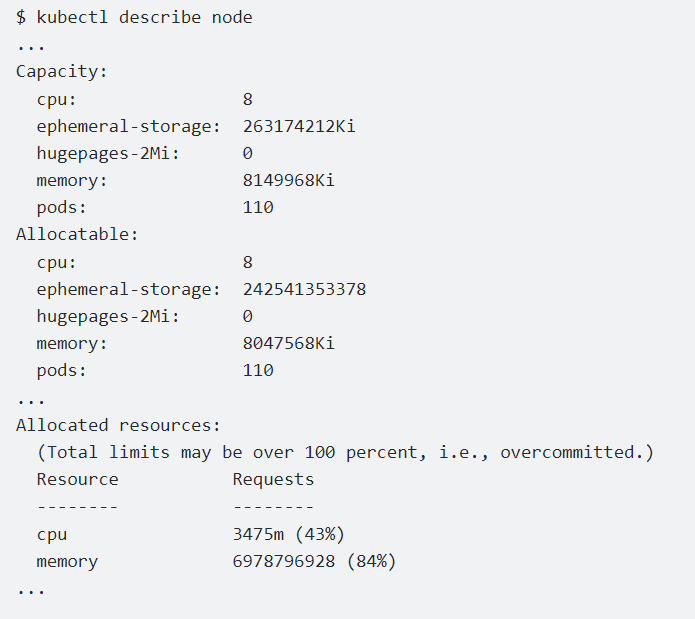 $ kubectl describe node
...
Capacity:
  cpu:                8
  ephemeral-storage:  263174212Ki
  hugepages-2Mi:      0
  memory:             8149968Ki
  pods:               110
Allocatable:
  cpu:                8
  ephemeral-storage:  242541353378
  hugepages-2Mi:      0
  memory:             8047568Ki
  pods:               110
...
Allocated resources:
  (Total limits may be over 100 percent, i.e., overcommitted.)
  Resource           Requests
  --------           --------
  cpu                3475m (43%)
  memory             6978796928 (84%)
...